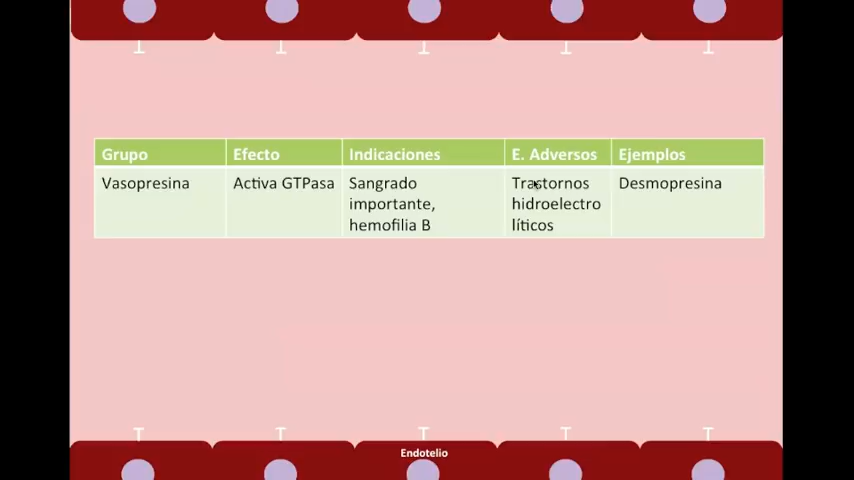 Grupo Efecto Indicaciones E. Adversos Ejemplos
Vasopresina Activa GTPasa Sangrado Trastornos Desmopresina
importante, hidroelectro
hemofilia B líticos
Endotelio